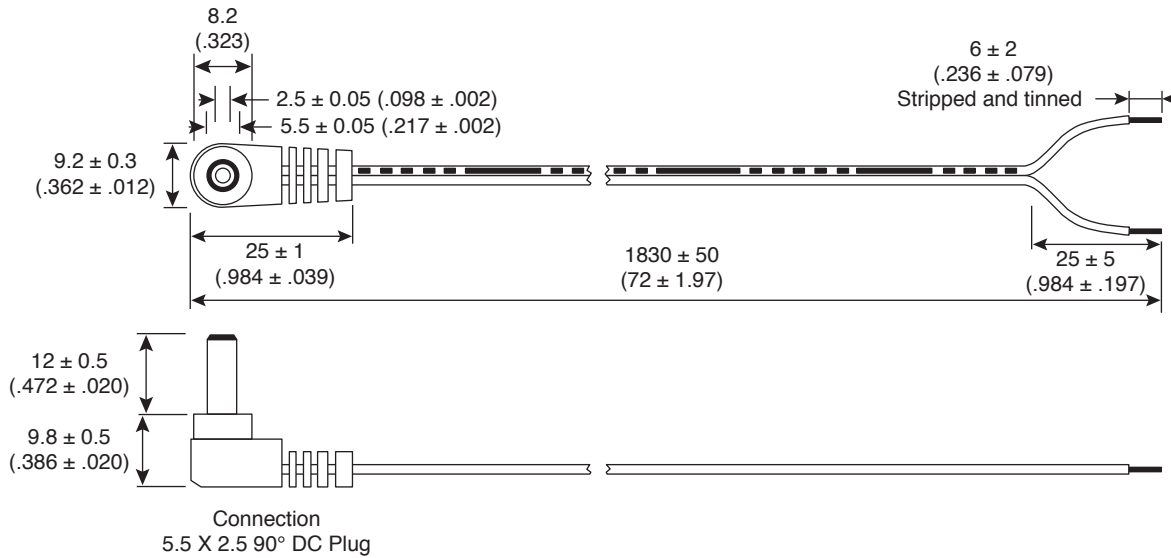 8.2
(.323)
6 ± 2
(.236 ± .079)
Stripped and tinned
2.5 ± 0.05 (.098 ± .002)
5.5 ± 0.05 (.217 ± .002)
9.2 ± 0.3
(.362 ± .012)
25 ± 1
(.984 ± .039)
1830 ± 50
(72 ± 1.97)
25 ± 5
(.984 ± .197)
12 ± 0.5
(.472 ± .020)
9.8 ± 0.5
(.386 ± .020)
Connection
5.5 X 2.5 90° DC Plug